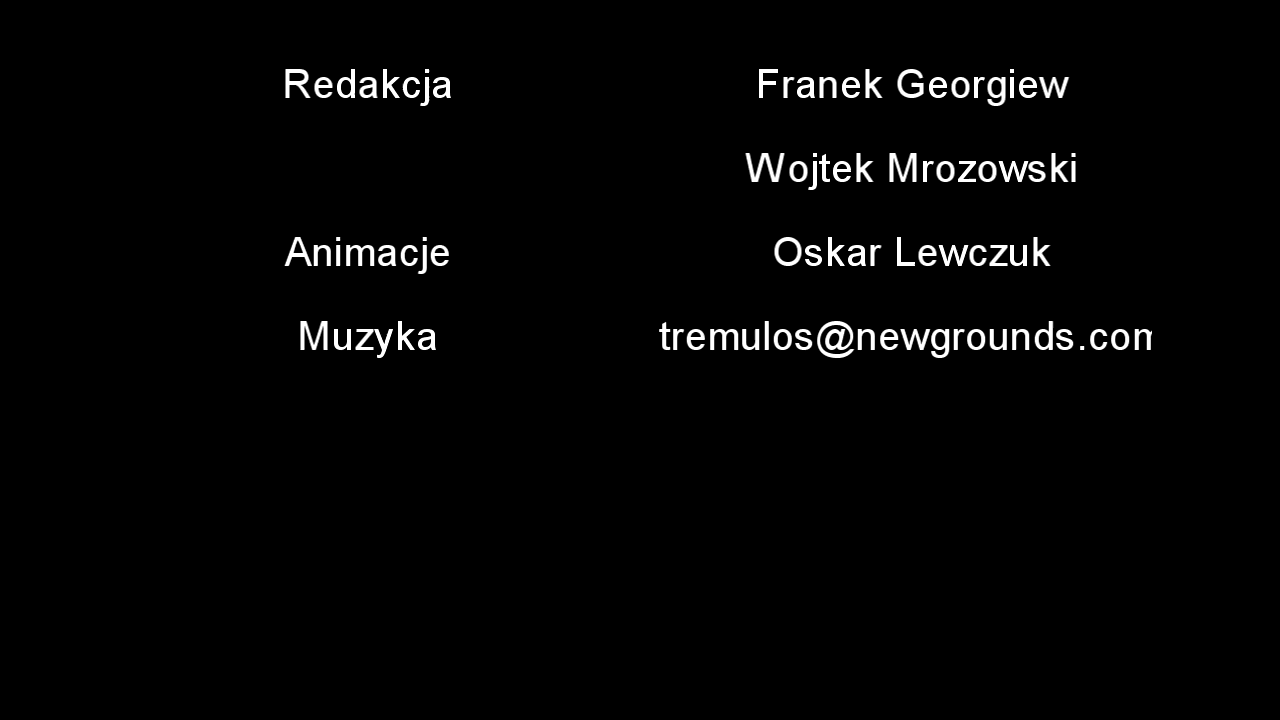 Redakcja Franek Georgiew
Wojtek Mrozowski
Animacje Oskar Lewczuk
Muzyka tremulos@newgrounds.com